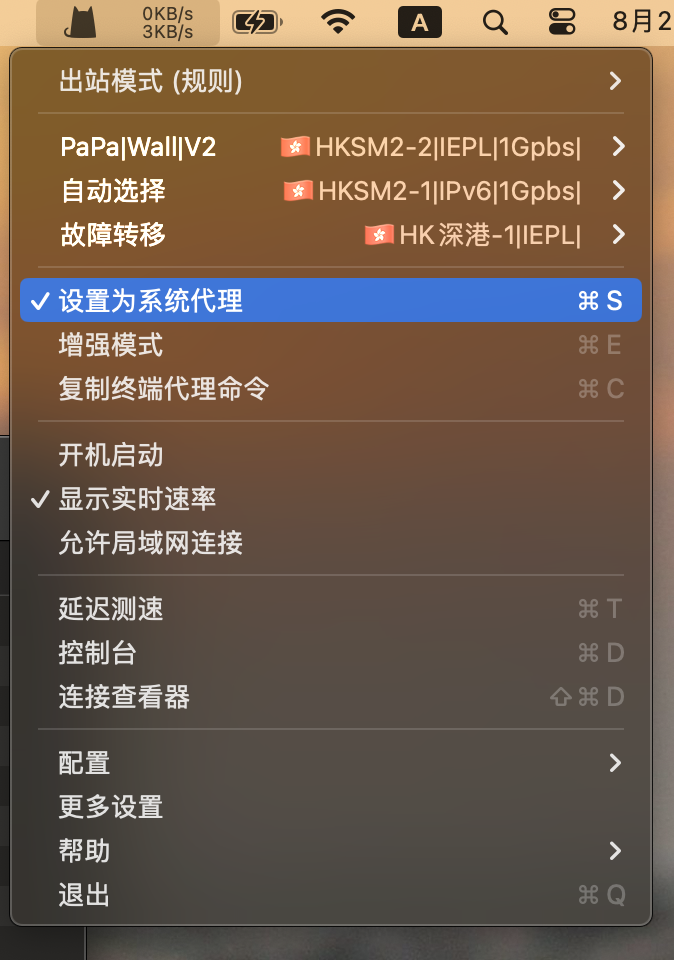 0KB/s
3KB/s
A
8月2
出站模式 (规则)
PaPa|Wall|V2 🇭🇰HKSM2-2|IEPL|1Gpbs|
自动选择 🇭🇰HKSM2-1|IPv6|1Gpbs|
故障转移 🇭🇰HK深港-1|IEPL|
✓ 设置为系统代理 ⌘ S
增强模式 ⌘ E
复制终端代理命令 ⌘ C
开机启动
✓ 显示实时速率
允许局域网连接
延迟测速 ⌘ T
控制台 ⌘ D
连接查看器 ⇧ ⌘ D
配置
更多设置
帮助
退出 ⌘ Q